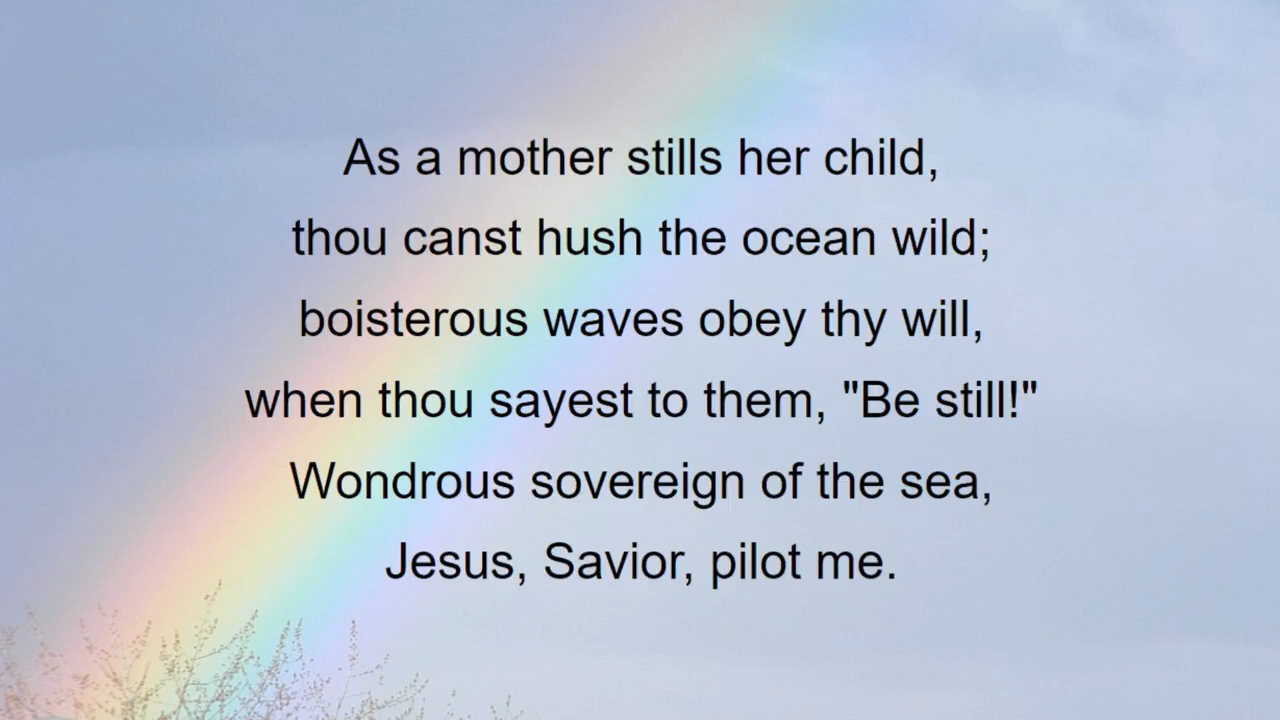 As a mother stills her child,
thou canst hush the ocean wild;
boisterous waves obey thy will,
when thou sayest to them, "Be still!"
Wondrous sovereign of the sea,
Jesus, Savior, pilot me.